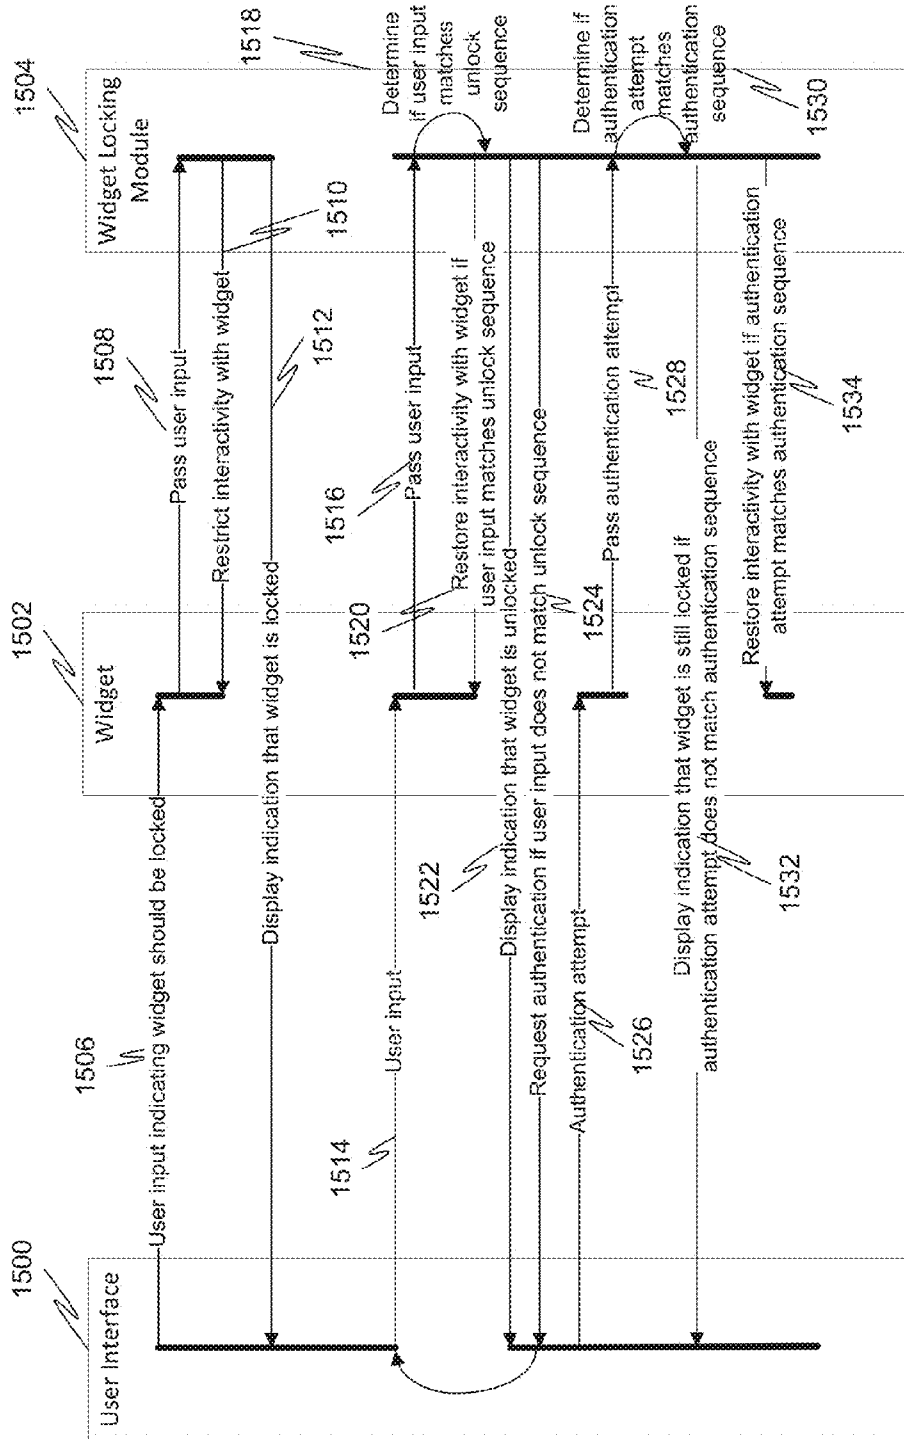 1500
User Interface
1502
Widget
1504
Widget Locking
Module
1506
User input indicating widget should be locked
1508
Pass user input
Restrict interactivity with widget
1510
Display indication that widget is locked
1512
1514
User input
1516
Pass user input
1518
Determine
if user input
matches
unlock
sequence
1520
Restore interactivity with widget if
user input matches unlock sequence
Display indication that widget is unlocked
1522
Request authentication if user input does not match unlock sequence
1524
Authentication attempt
1526
Pass authentication attempt
1528
Determine if
authentication
attempt
matches
authentication
sequence
1530
Display indication that widget is still locked if
authentication attempt does not match authentication sequence
1532
Restore interactivity with widget if authentication
attempt matches authentication sequence
1534